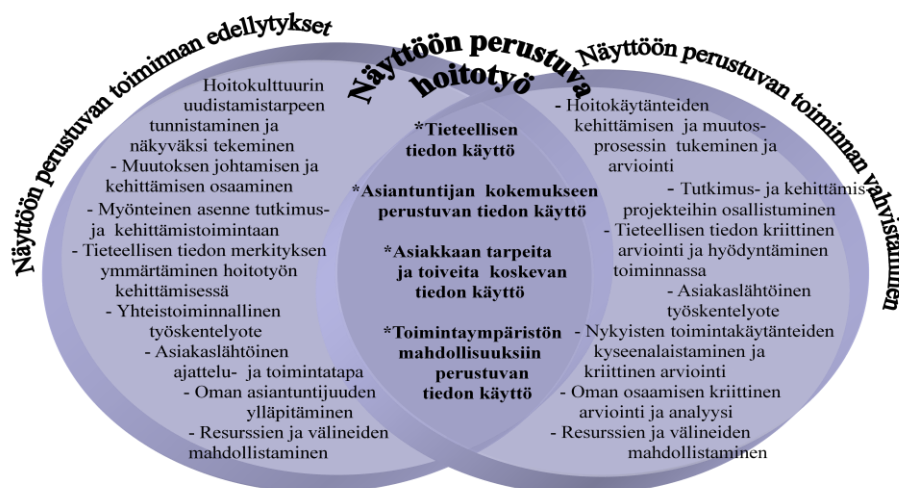 Näyttöön perustuvan toiminnan edellytykset
Hoitokulttuurin
uudistamistarpeen
tunnistaminen ja
näkyväksi tekeminen
- Muutoksen johtamisen ja
kehittämisen osaaminen
- Myönteinen asenne tutkimus-
ja kehittämistoimintaan
- Tieteellisen tiedon merkityksen
ymmärtäminen hoitotyön
kehittämisessä
- Yhteistoiminnallinen
työskentelyote
- Asiakaslähtöinen
ajattelu- ja toimintatapa
- Oman asiantuntijuuden
ylläpitäminen
- Resurssien ja välineiden
mahdollistaminen
Näyttöön perustuva
hoitotyö
*Tieteellisen
tiedon käyttö
*Asiantuntijan kokemukseen
perustuvan tiedon käyttö
*Asiakkaan tarpeita
ja toiveita koskevan
tiedon käyttö
*Toimintaympäristön
mahdollisuuksiin
perustuvan
tiedon käyttö
Näyttöön perustuvan toiminnan vahvistaminen
- Hoitokäytänteiden
kehittämisen ja muutos-
prosessin tukeminen ja
arviointi
- Tutkimus- ja kehittämis
projekteihin osallistuminen
- Tieteellisen tiedon kriittinen
arviointi ja hyödyntäminen
toiminnassa
- Asiakaslähtöinen
työskentelyote
- Nykyisten toimintakäytänteiden
kyseenalaistaminen ja
kriittinen arviointi
- Oman osaamisen kriittinen
arviointi ja analyysi
- Resurssien ja välineiden
mahdollistaminen